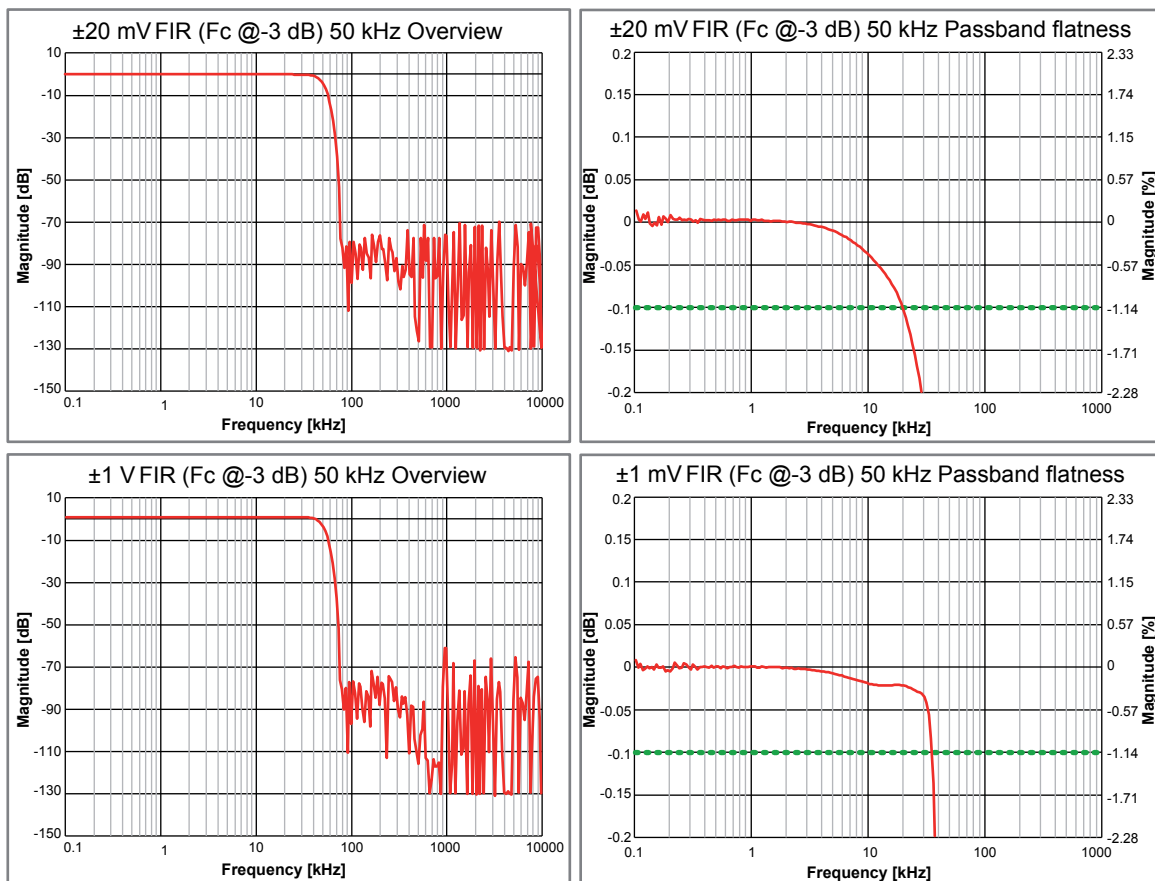 ±20 mV FIR (Fc @-3 dB) 50 kHz Overview
10
-10
-30
-50
-70
-90
-110
-130
-150
Magnitude [dB]
0.1 1 10 100 1000 10000
Frequency [kHz]
±20 mV FIR (Fc @-3 dB) 50 kHz Passband flatness
0.2 2.33
0.15 1.74
0.1 1.15
0.05 0.57
0 0
-0.05 -0.57
-0.1 -1.14
-0.15 -1.71
-0.2 -2.28
Magnitude [dB]
Magnitude [%]
0.1 1 10 100 1000
Frequency [kHz]
±1 V FIR (Fc @-3 dB) 50 kHz Overview
10
-10
-30
-50
-70
-90
-110
-130
-150
Magnitude [dB]
0.1 1 10 100 1000 10000
Frequency [kHz]
±1 mV FIR (Fc @-3 dB) 50 kHz Passband flatness
0.2 2.33
0.15 1.74
0.1 1.15
0.05 0.57
0 0
-0.05 -0.57
-0.1 -1.14
-0.15 -1.71
-0.2 -2.28
Magnitude [dB]
Magnitude [%]
0.1 1 10 100 1000
Frequency [kHz]